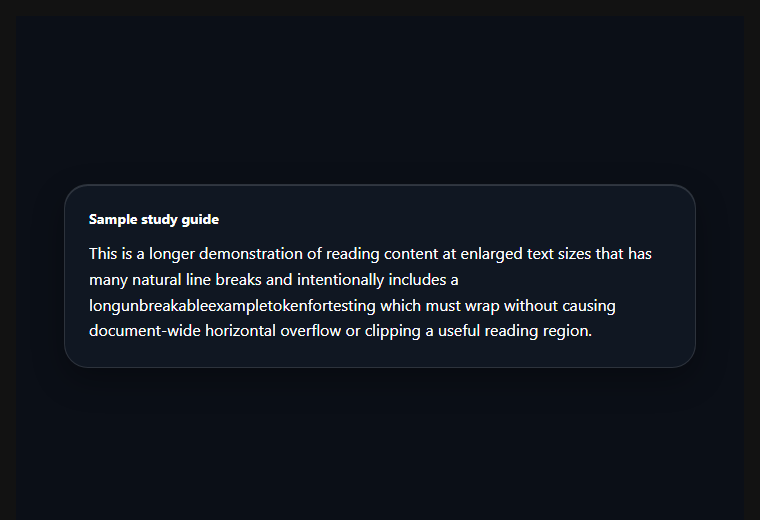 Sample study guide
This is a longer demonstration of reading content at enlarged text sizes that has
many natural line breaks and intentionally includes a
longunbreakableexampletokenfortesting which must wrap without causing
document-wide horizontal overflow or clipping a useful reading region.